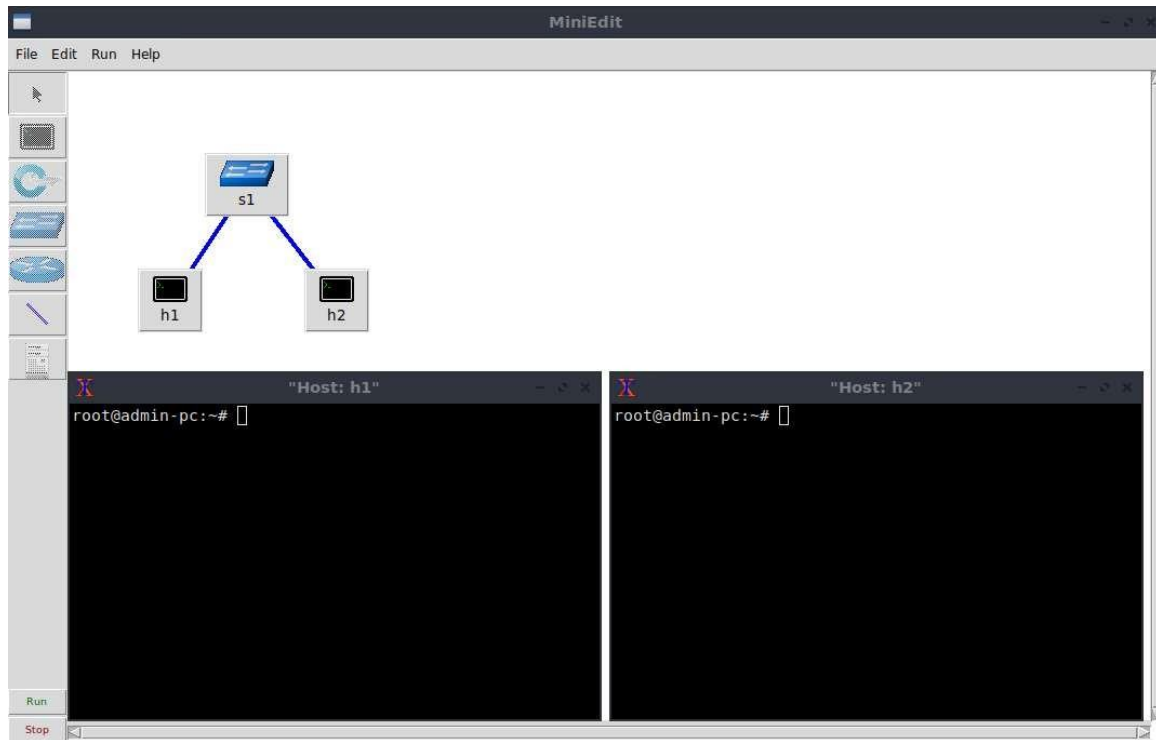 MiniEdit
File Edit Run Help
s1
h1
h2
"Host: h1"
root@admin-pc:~#
"Host: h2"
root@admin-pc:~#
Run
Stop